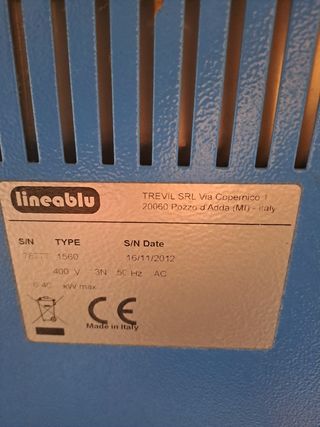 lineablu
TREVIL SRL Via Copernico 1
20060 Pozzo d'Adda (MI) - Italy
S/N TYPE S/N Date
1560 16/11/2012
400 V 3N 50 Hz AC
kW max
CE
Made in Italy